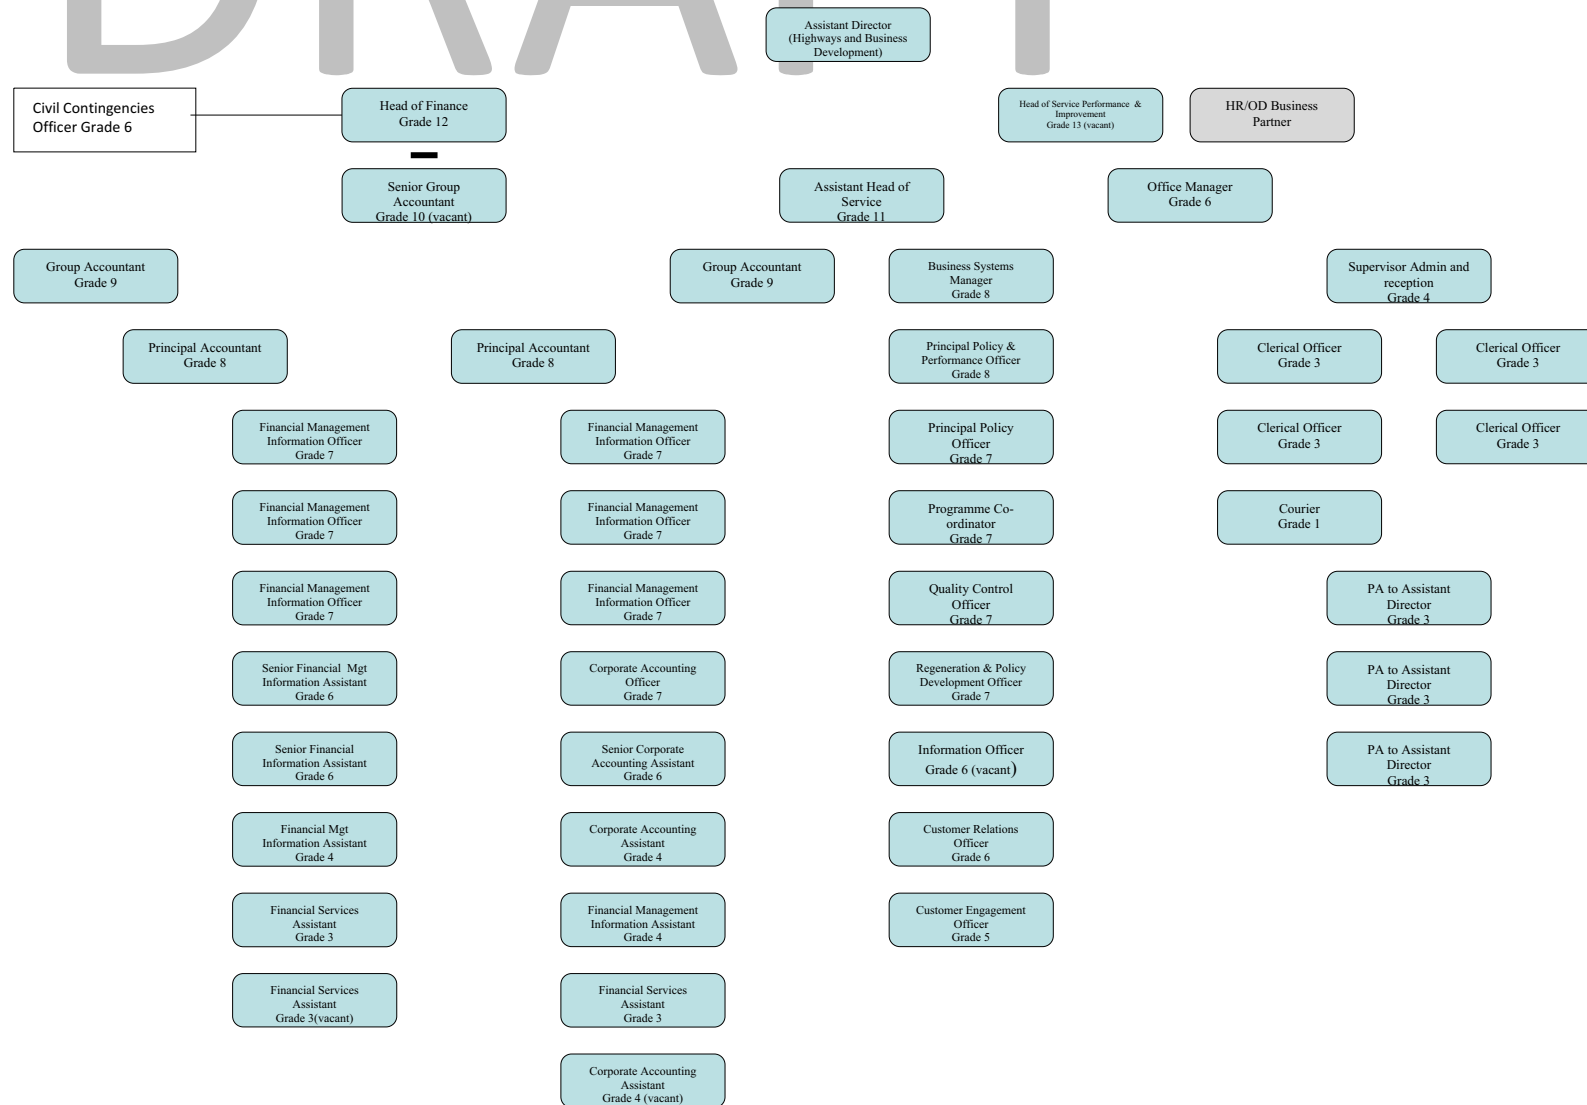 DRAFT
Assistant Director
(Highways and Business
Development)
Civil Contingencies
Officer Grade 6
Head of Finance
Grade 12
Head of Service Performance  &
Improvement
Grade 13 (vacant)
HR/OD Business
Partner
Senior Group
Accountant
Grade 10 (vacant)
Assistant Head of
Service
Grade 11
Office Manager
Grade 6
Group Accountant
Grade 9
Group Accountant
Grade 9
Business Systems
Manager
Grade 8
Supervisor Admin and
reception
Grade 4
Principal Accountant
Grade 8
Principal Accountant
Grade 8
Principal Policy &
Performance Officer
Grade 8
Clerical Officer
Grade 3
Clerical Officer
Grade 3
Financial Management
Information Officer
Grade 7
Financial Management
Information Officer
Grade 7
Principal Policy
Officer
Grade 7
Clerical Officer
Grade 3
Clerical Officer
Grade 3
Financial Management
Information Officer
Grade 7
Financial Management
Information Officer
Grade 7
Programme Co-
ordinator
Grade 7
Courier
Grade 1
Financial Management
Information Officer
Grade 7
Financial Management
Information Officer
Grade 7
Quality Control
Officer
Grade 7
PA to Assistant
Director
Grade 3
Senior Financial  Mgt
Information Assistant
Grade 6
Corporate Accounting
Officer
Grade 7
Regeneration & Policy
Development Officer
Grade 7
PA to Assistant
Director
Grade 3
Senior Financial
Information Assistant
Grade 6
Senior Corporate
Accounting Assistant
Grade 6
Information Officer
Grade 6 (vacant)
PA to Assistant
Director
Grade 3
Financial Mgt
Information Assistant
Grade 4
Corporate Accounting
Assistant
Grade 4
Customer Relations
Officer
Grade 6
Financial Services
Assistant
Grade 3
Financial Management
Information Assistant
Grade 4
Customer Engagement
Officer
Grade 5
Financial Services
Assistant
Grade 3(vacant)
Financial Services
Assistant
Grade 3
Corporate Accounting
Assistant
Grade 4 (vacant)